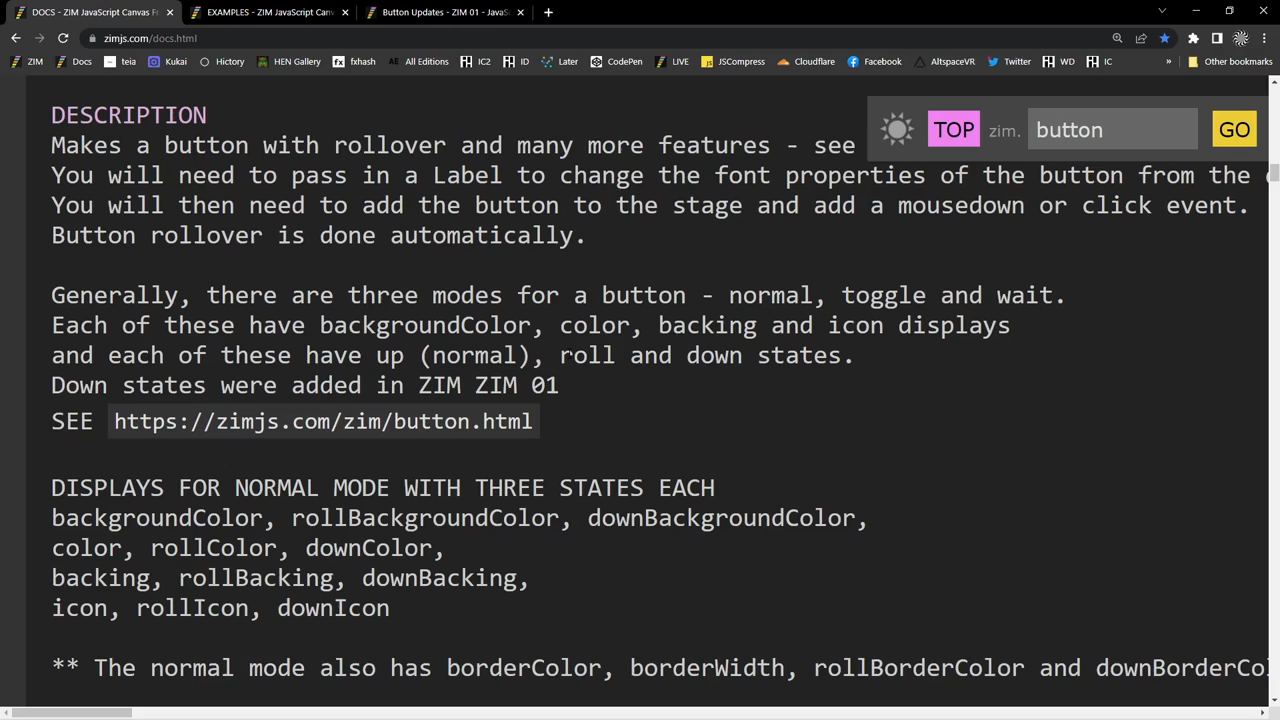 DOCS - ZIM JavaScript Canvas Fr
EXAMPLES - ZIM JavaScript Canv
Button Updates - ZIM 01 - JavaS
zimjs.com/docs.html
ZIM
Docs
teia
Kukai
Hictory
HEN Gallery
fxhash
All Editions
IC2
ID
Later
CodePen
LIVE
JSCompress
Cloudflare
Facebook
AltspaceVR
Twitter
WD
IC
»
Other bookmarks
TOP zim. button GO
DESCRIPTION
Makes a button with rollover and many more features - see
You will need to pass in a Label to change the font properties of the button from the
You will then need to add the button to the stage and add a mousedown or click event.
Button rollover is done automatically.
Generally, there are three modes for a button - normal, toggle and wait.
Each of these have backgroundColor, color, backing and icon displays
and each of these have up (normal), roll and down states.
Down states were added in ZIM ZIM 01
SEE https://zimjs.com/zim/button.html
DISPLAYS FOR NORMAL MODE WITH THREE STATES EACH
backgroundColor, rollBackgroundColor, downBackgroundColor,
color, rollColor, downColor,
backing, rollBacking, downBacking,
icon, rollIcon, downIcon
** The normal mode also has borderColor, borderWidth, rollBorderColor and downBorderCo